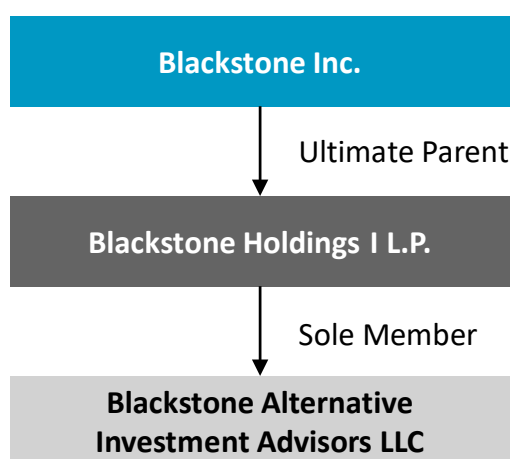 Blackstone Inc.
Ultimate Parent
Blackstone Holdings I L.P.
Sole Member
Blackstone Alternative
Investment Advisors LLC